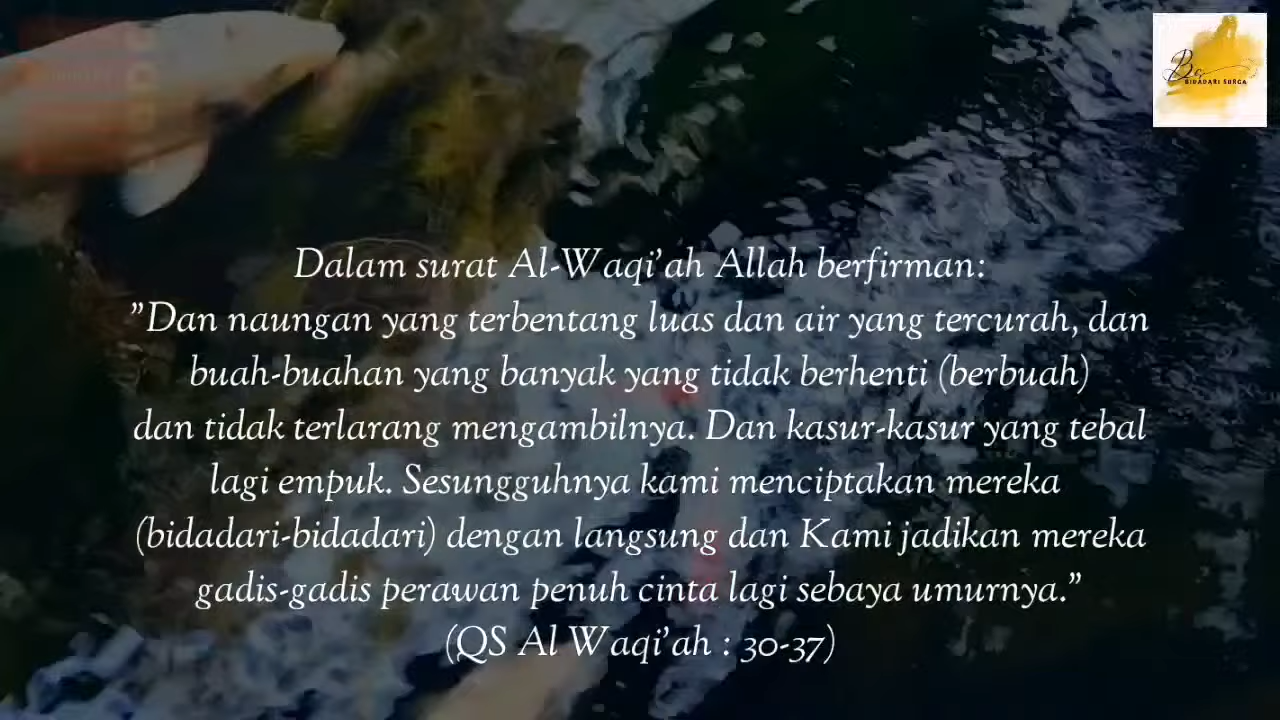 Bs
BIDADARI SURGA
Dalam surat Al-Waqi'ah Allah berfirman:
"Dan naungan yang terbentang luas dan air yang tercurah, dan
buah-buahan yang banyak yang tidak berhenti (berbuah)
dan tidak terlarang mengambilnya. Dan kasur-kasur yang tebal
lagi empuk. Sesungguhnya kami menciptakan mereka
(bidadari-bidadari) dengan langsung dan Kami jadikan mereka
gadis-gadis perawan penuh cinta lagi sebaya umurnya."
(QS Al Waqi'ah : 30-37)